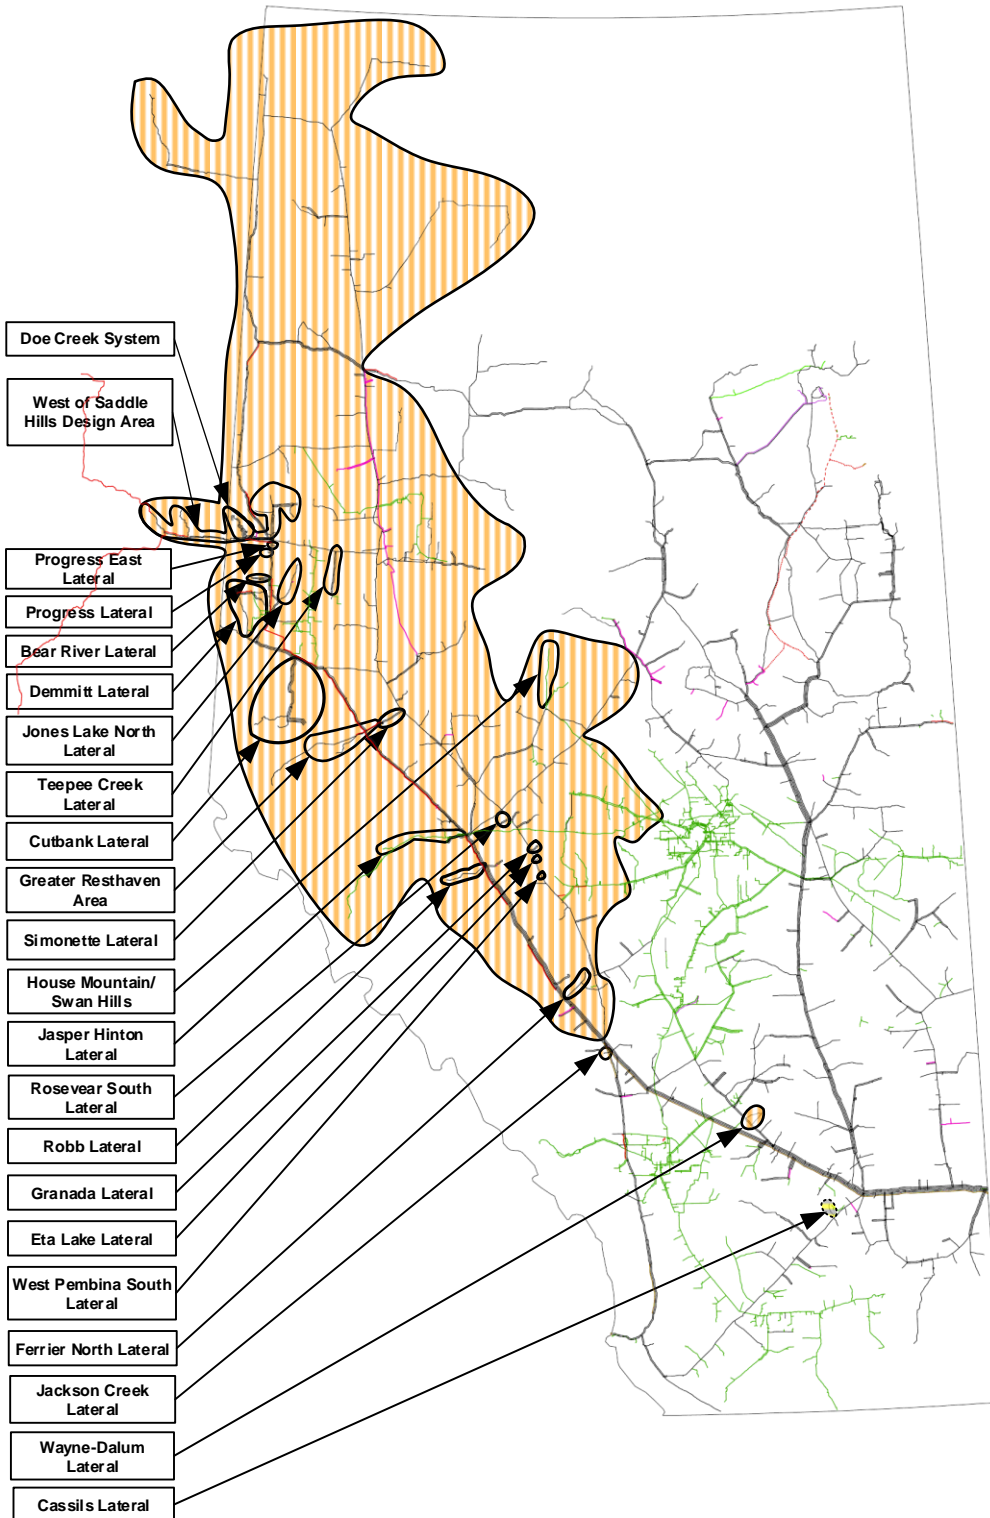 Doe Creek System
West of Saddle
Hills Design Area
Progress East
Lateral
Progress Lateral
Bear River Lateral
Demmitt Lateral
Jones Lake North
Lateral
Teepee Creek
Lateral
Cutbank Lateral
Greater Resthaven
Area
Simonette Lateral
House Mountain/
Swan Hills
Jasper Hinton
Lateral
Rosevear South
Lateral
Robb Lateral
Granada Lateral
Eta Lake Lateral
West Pembina South
Lateral
Ferrier North Lateral
Jackson Creek
Lateral
Wayne-Dalum
Lateral
Cassils Lateral